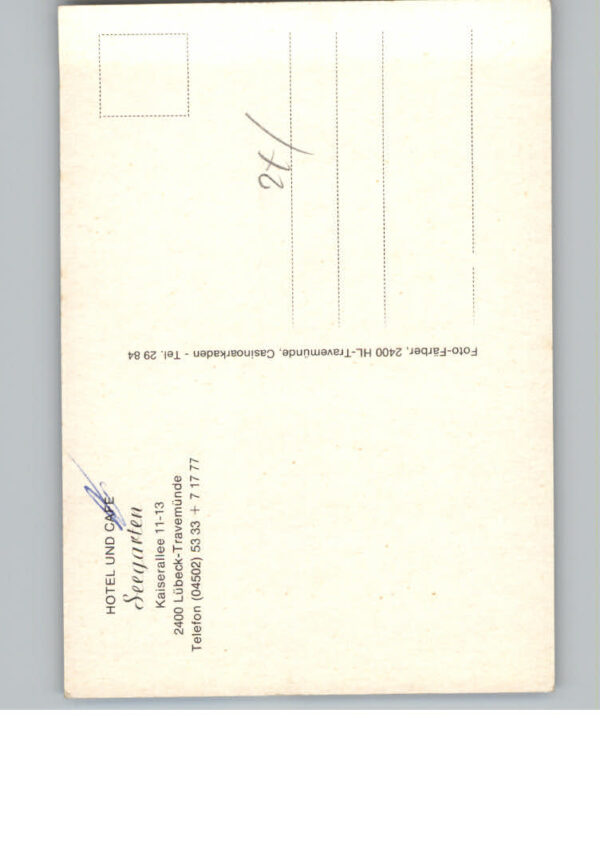 HOTEL UND CAFE
Seegarten
Kaiserallee 11-13
2400 Lübeck-Travemünde
Telefon (04502) 53 33 + 7 17 77
Foto-Färber, 2400 HL-Travemünde, Casinoarkaden - Tel. 29 84